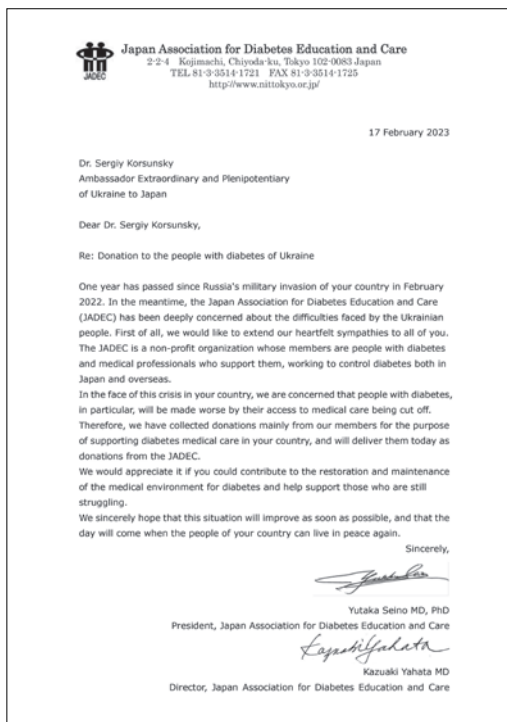 JADEC
Japan Association for Diabetes Education and Care
2-2-4 Kojimachi, Chiyoda-ku, Tokyo 102-0083 Japan
TEL 81-3-3514-1721 FAX 81-3-3514-1725
http://www.nittokyo.or.jp/
17 February 2023
Dr. Sergiy Korsunsky
Ambassador Extraordinary and Plenipotentiary
of Ukraine to Japan
Dear Dr. Sergiy Korsunsky,
Re: Donation to the people with diabetes of Ukraine
One year has passed since Russia's military invasion of your country in February
2022. In the meantime, the Japan Association for Diabetes Education and Care
(JADEC) has been deeply concerned about the difficulties faced by the Ukrainian
people. First of all, we would like to extend our heartfelt sympathies to all of you.
The JADEC is a non-profit organization whose members are people with diabetes
and medical professionals who support them, working to control diabetes both in
Japan and overseas.
In the face of this crisis in your country, we are concerned that people with diabetes,
in particular, will be made worse by their access to medical care being cut off.
Therefore, we have collected donations mainly from our members for the purpose
of supporting diabetes medical care in your country, and will deliver them today as
donations from the JADEC.
We would appreciate it if you could contribute to the restoration and maintenance
of the medical environment for diabetes and help support those who are still
struggling.
We sincerely hope that this situation will improve as soon as possible, and that the
day will come when the people of your country can live in peace again.
Sincerely,
Yutaka Seino MD, PhD
President, Japan Association for Diabetes Education and Care
Kazuaki Yahata
Kazuaki Yahata MD
Director, Japan Association for Diabetes Education and Care